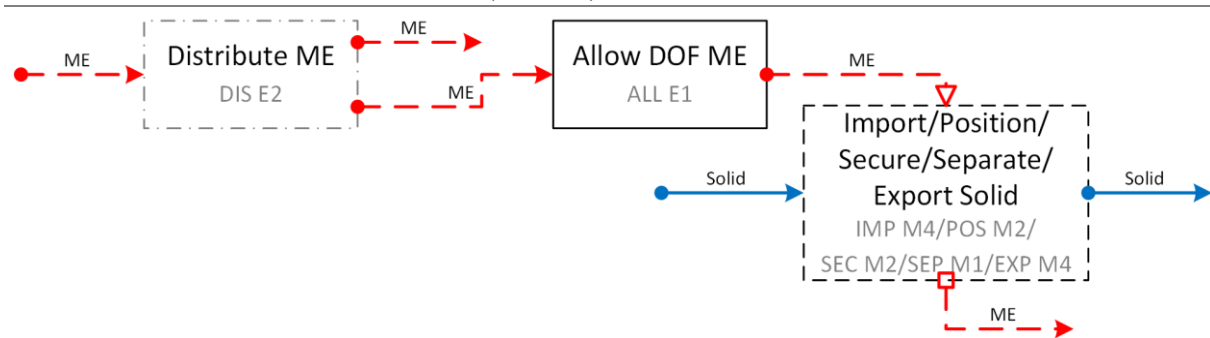 ME
Distribute ME
DIS E2
ME
ME
Allow DOF ME
ALL E1
ME
Solid
Import/Position/
Secure/Separate/
Export Solid
IMP M4/POS M2/
SEC M2/SEP M1/EXP M4
Solid
ME